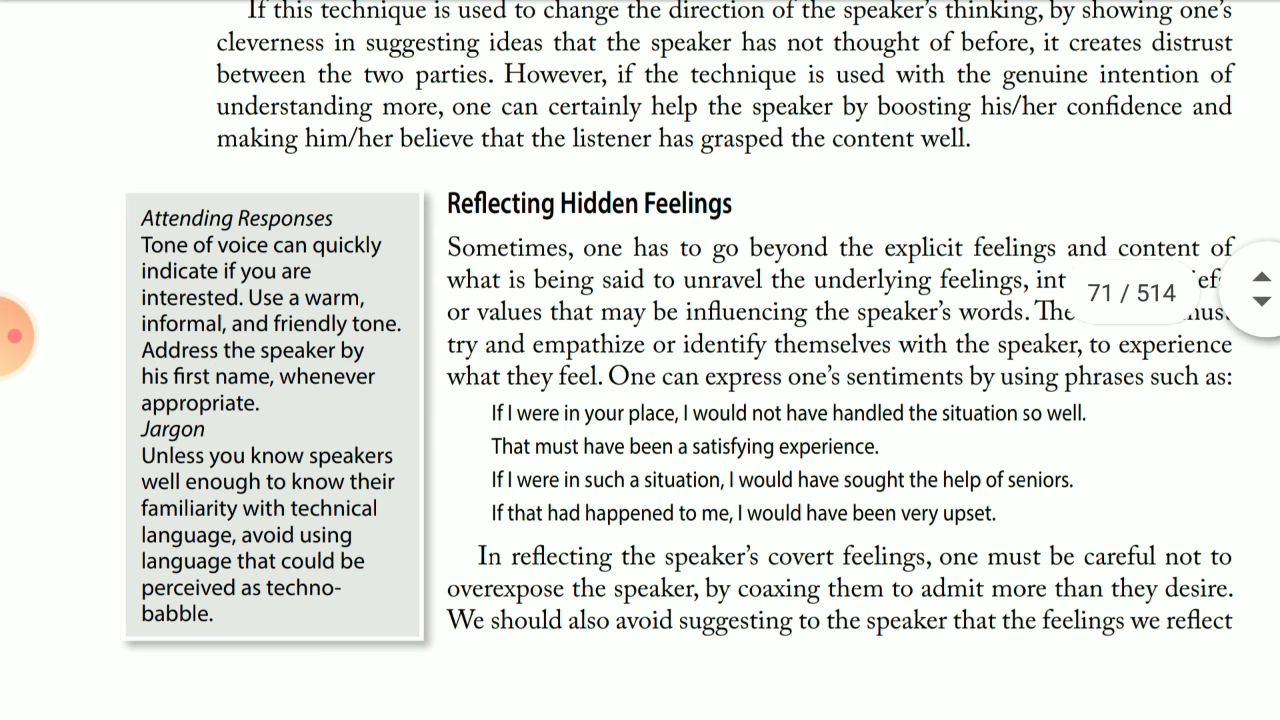 If this technique is used to change the direction of the speaker's thinking, by showing one's
cleverness in suggesting ideas that the speaker has not thought of before, it creates distrust
between the two parties. However, if the technique is used with the genuine intention of
understanding more, one can certainly help the speaker by boosting his/her confidence and
making him/her believe that the listener has grasped the content well.
Attending Responses
Tone of voice can quickly
indicate if you are
interested. Use a warm,
informal, and friendly tone.
Address the speaker by
his first name, whenever
appropriate.
Jargon
Unless you know speakers
well enough to know their
familiarity with technical
language, avoid using
language that could be
perceived as techno-
babble.
Reflecting Hidden Feelings
Sometimes, one has to go beyond the explicit feelings and content of
what is being said to unravel the underlying feelings,
or values that may be influencing the speaker's words.
try and empathize or identify themselves with the speaker, to experience
what they feel. One can express one's sentiments by using phrases such as:
If I were in your place, I would not have handled the situation so well.
That must have been a satisfying experience.
If I were in such a situation, I would have sought the help of seniors.
If that had happened to me, I would have been very upset.
In reflecting the speaker's covert feelings, one must be careful not to
overexpose the speaker, by coaxing them to admit more than they desire.
We should also avoid suggesting to the speaker that the feelings we reflect
71 / 514